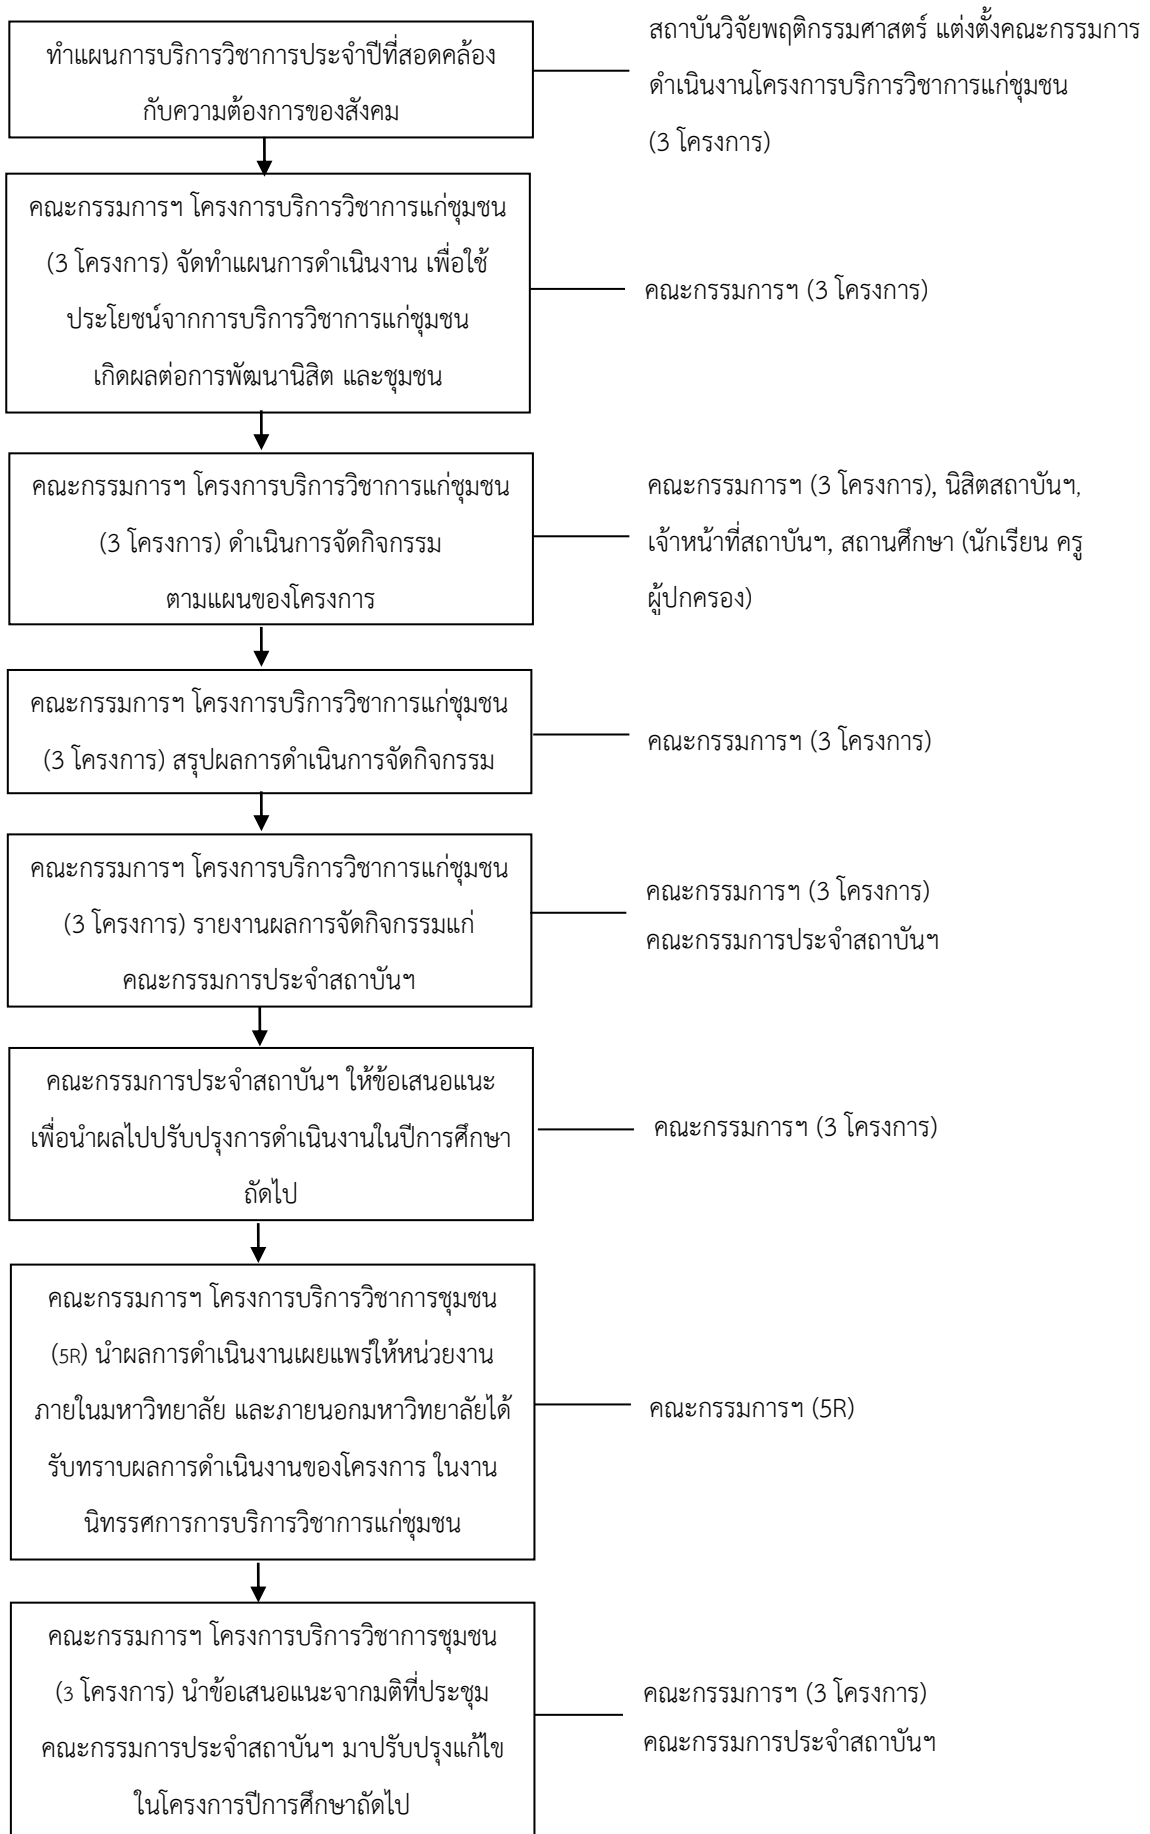 ทำแผนการบริการวิชาการประจำปีที่สอดคล้อง
กับความต้องการของสังคม
สถาบันวิจัยพฤติกรรมศาสตร์ แต่งตั้งคณะกรรมการ
ดำเนินงานโครงการบริการวิชาการแก่ชุมชน
(3 โครงการ)
คณะกรรมการฯ โครงการบริการวิชาการแก่ชุมชน
(3 โครงการ) จัดทำแผนการดำเนินงาน เพื่อใช้
ประโยชน์จากการบริการวิชาการแก่ชุมชน
เกิดผลต่อการพัฒนานิสิต และชุมชน
คณะกรรมการฯ (3 โครงการ)
คณะกรรมการฯ โครงการบริการวิชาการแก่ชุมชน
(3 โครงการ) ดำเนินการจัดกิจกรรม
ตามแผนของโครงการ
คณะกรรมการฯ (3 โครงการ), นิสิตสถาบันฯ,
เจ้าหน้าที่สถาบันฯ, สถานศึกษา (นักเรียน ครู
ผู้ปกครอง)
คณะกรรมการฯ โครงการบริการวิชาการแก่ชุมชน
(3 โครงการ) สรุปผลการดำเนินการจัดกิจกรรม
คณะกรรมการฯ (3 โครงการ)
คณะกรรมการฯ โครงการบริการวิชาการแก่ชุมชน
(3 โครงการ) รายงานผลการจัดกิจกรรมแก่
คณะกรรมการประจำสถาบันฯ
คณะกรรมการฯ (3 โครงการ)
คณะกรรมการประจำสถาบันฯ
คณะกรรมการประจำสถาบันฯ ให้ข้อเสนอแนะ
เพื่อนำผลไปปรับปรุงการดำเนินงานในปีการศึกษา
ถัดไป
คณะกรรมการฯ (3 โครงการ)
คณะกรรมการฯ โครงการบริการวิชาการชุมชน
(5R) นำผลการดำเนินงานเผยแพร่ให้หน่วยงาน
ภายในมหาวิทยาลัย และภายนอกมหาวิทยาลัยได้
รับทราบผลการดำเนินงานของโครงการ ในงาน
นิทรรศการการบริการวิชาการแก่ชุมชน
คณะกรรมการฯ (5R)
คณะกรรมการฯ โครงการบริการวิชาการชุมชน
(3 โครงการ) นำข้อเสนอแนะจากมติที่ประชุม
คณะกรรมการประจำสถาบันฯ มาปรับปรุงแก้ไข
ในโครงการปีการศึกษาถัดไป
คณะกรรมการฯ (3 โครงการ)
คณะกรรมการประจำสถาบันฯ